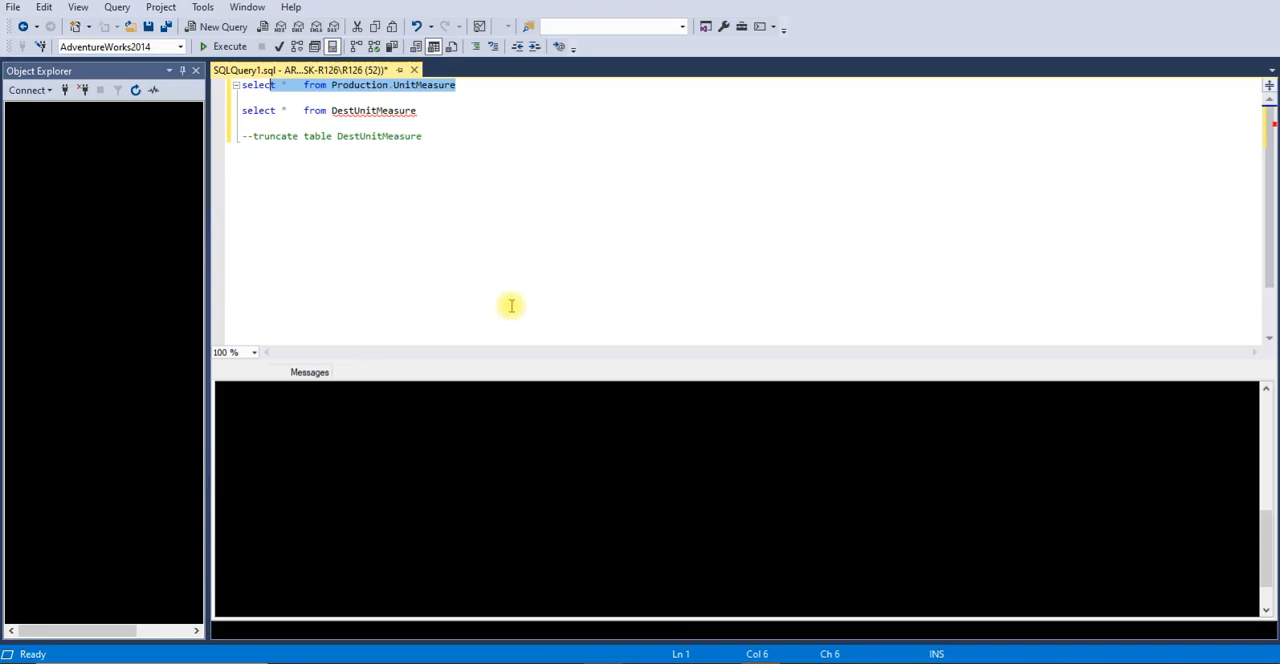 File Edit View Query Project Tools Window Help
New Query
AdventureWorks2014 Execute
Object Explorer
SQLQuery1.sql - AR...SK-R126\R126 (52))*
Connect
select * from Production.UnitMeasure
select * from DestUnitMeasure
--truncate table DestUnitMeasure
100 %
Messages
Ready Ln 1 Col 6 Ch 6 INS